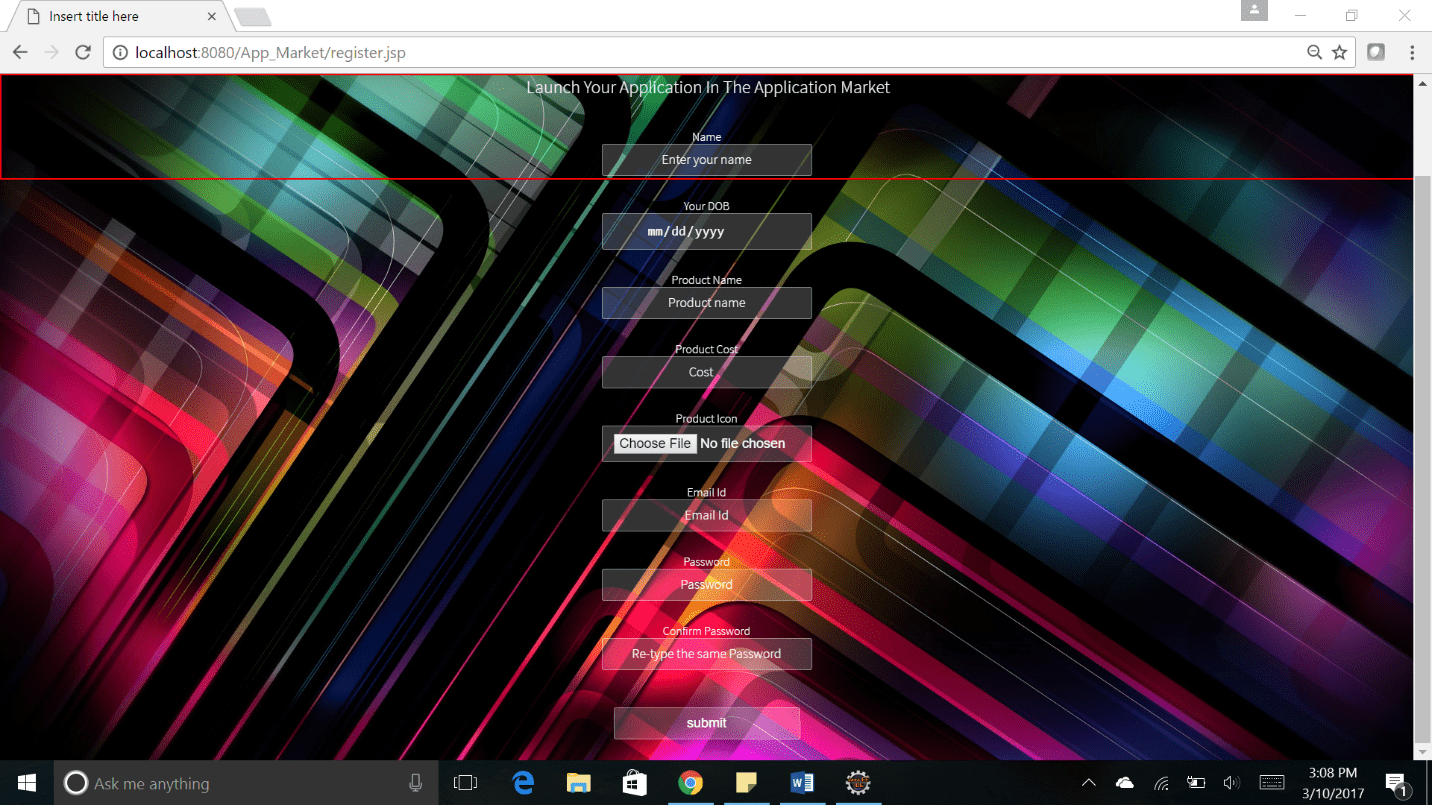 Insert title here
localhost:8080/App_Market/register.jsp
Launch Your Application In The Application Market
Name
Enter your name
Your DOB
mm/dd/yyyy
Product Name
Product name
Product Cost
Cost
Product Icon
Choose File No file chosen
Email Id
Email Id
Password
Password
Confirm Password
Re-type the same Password
submit
Ask me anything
3:08 PM
3/10/2017
1